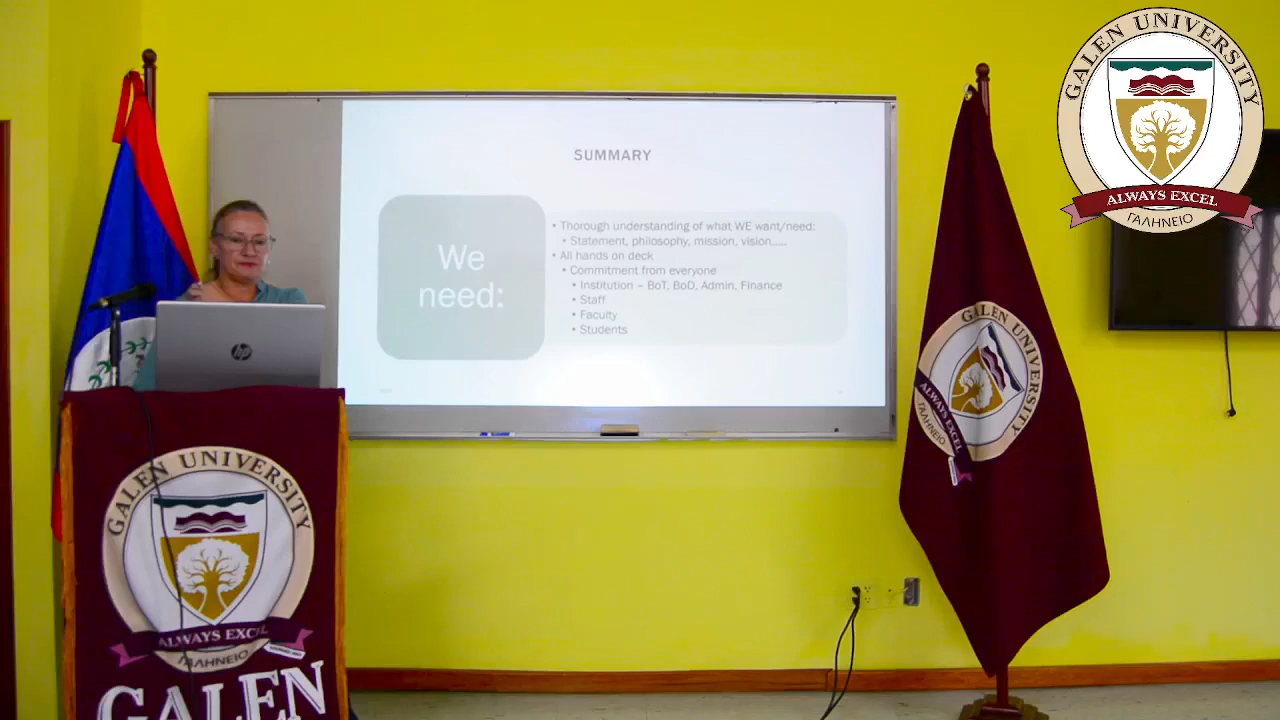 GALEN UNIVERSITY
ALWAYS EXCEL
ΓΑΛΗΝΕΙΟ
SUMMARY
We
need:
• Thorough understanding of what WE want/need:
• Statement, philosophy, mission, vision.....
• All hands on deck
• Commitment from everyone
• Institution – BoT, BoD, Admin, Finance
• Staff
• Faculty
• Students
hp
GALEN UNIVERSITY
ALWAYS EXCEL
ΓΑΛΗΝΕΙΟ
GALEN
GALEN UNIVERSITY
ALWAYS EXCEL
ΓΑΛΗΝΕΙΟ